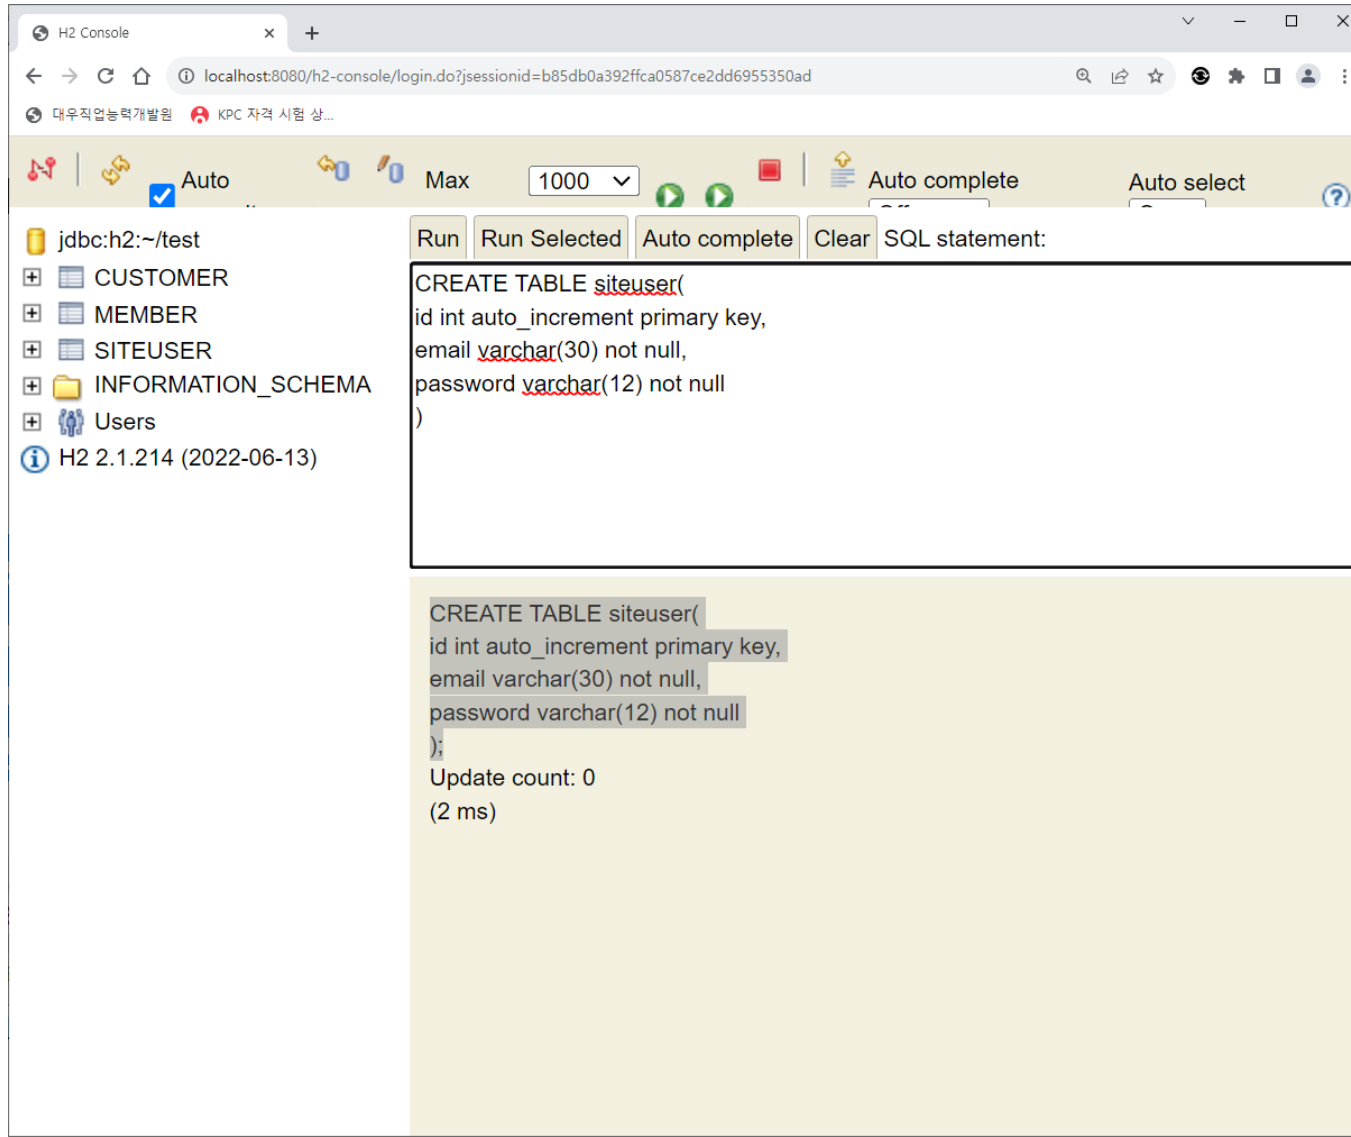 H2 Console
localhost:8080/h2-console/login.do?jsessionid=b85db0a392ffca0587ce2dd6955350ad
대우직업능력개발원 KPC 자격 시험 상...
Auto
Max 1000
Auto complete
Auto select
jdbc:h2:~/test
CUSTOMER
MEMBER
SITEUSER
INFORMATION_SCHEMA
Users
H2 2.1.214 (2022-06-13)
Run Run Selected Auto complete Clear SQL statement:
CREATE TABLE siteuser(
id int auto_increment primary key,
email varchar(30) not null,
password varchar(12) not null
)
CREATE TABLE siteuser(
id int auto_increment primary key,
email varchar(30) not null,
password varchar(12) not null
);
Update count: 0
(2 ms)